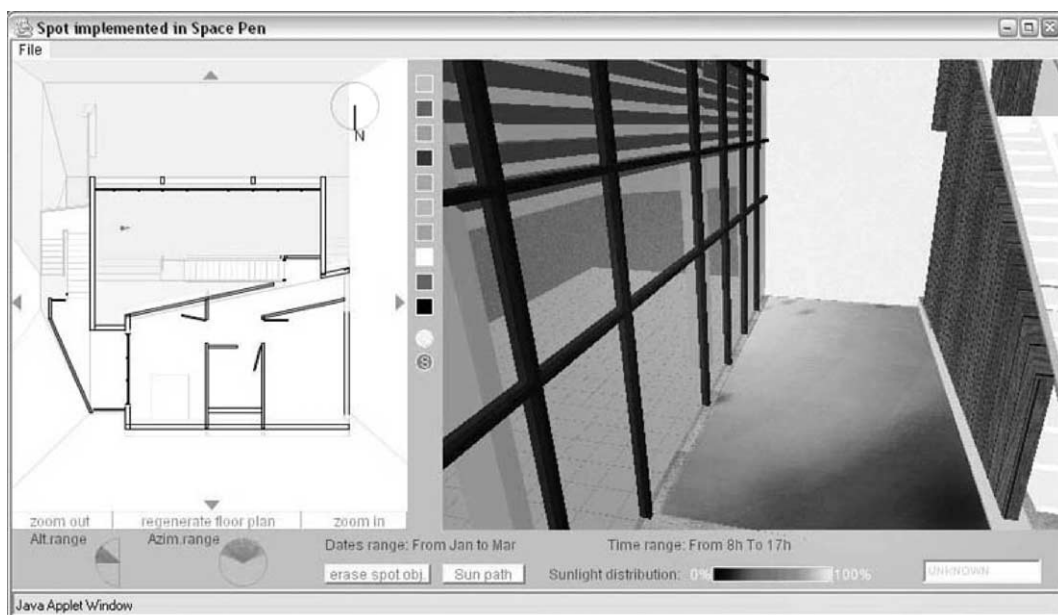 Spot implemented in Space Pen
File
N
zoom out regenerate floor plan zoom in
Alt.range Azim.range Dates range: From Jan to Mar Time range: From 8h To 17h
erase spot.obj Sun path Sunlight distribution: 0% 100% UNKNOWN
Java Applet Window